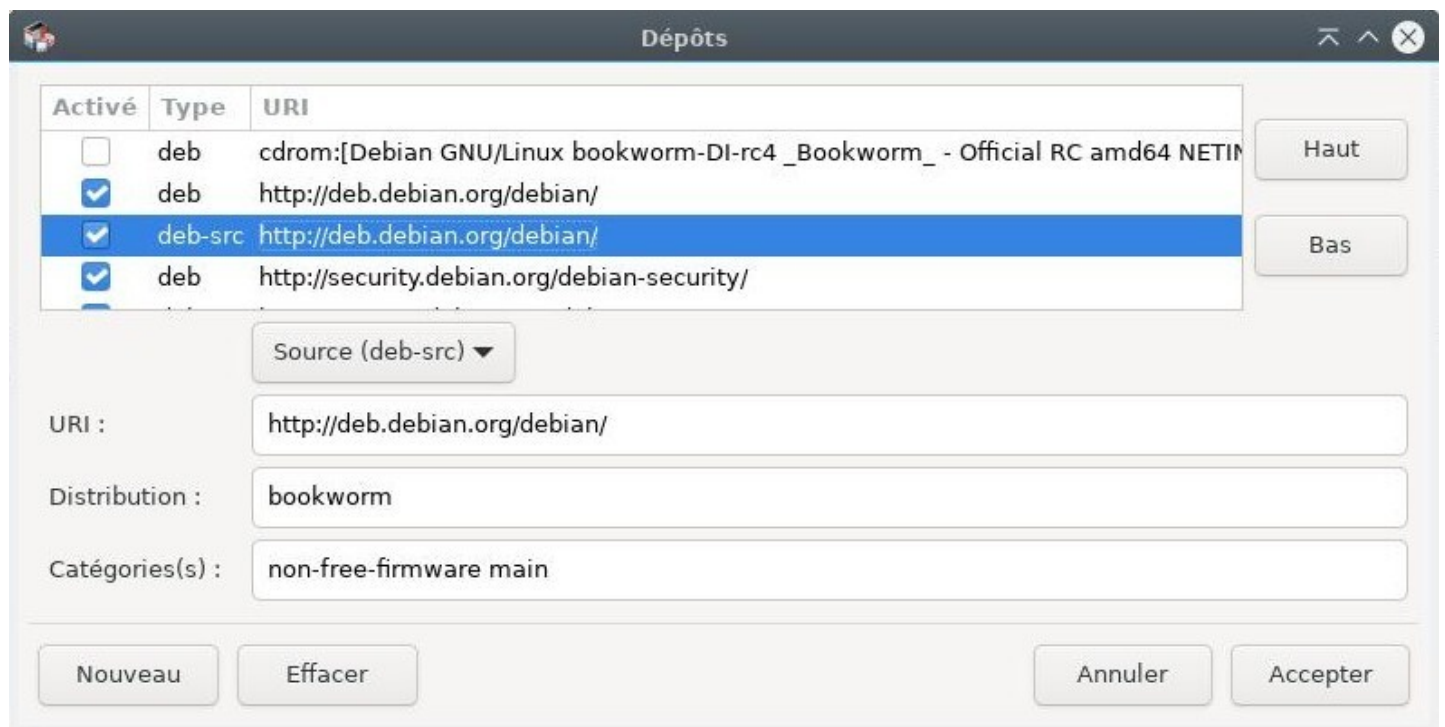 Dépôts
Activé Type URI
deb cdrom:[Debian GNU/Linux bookworm-DI-rc4 _Bookworm_ - Official RC amd64 NETIN
Haut
deb http://deb.debian.org/debian/
deb-src http://deb.debian.org/debian/
Bas
deb http://security.debian.org/debian-security/
Source (deb-src)
URI : http://deb.debian.org/debian/
Distribution : bookworm
Catégories(s) : non-free-firmware main
Nouveau Effacer Annuler Accepter